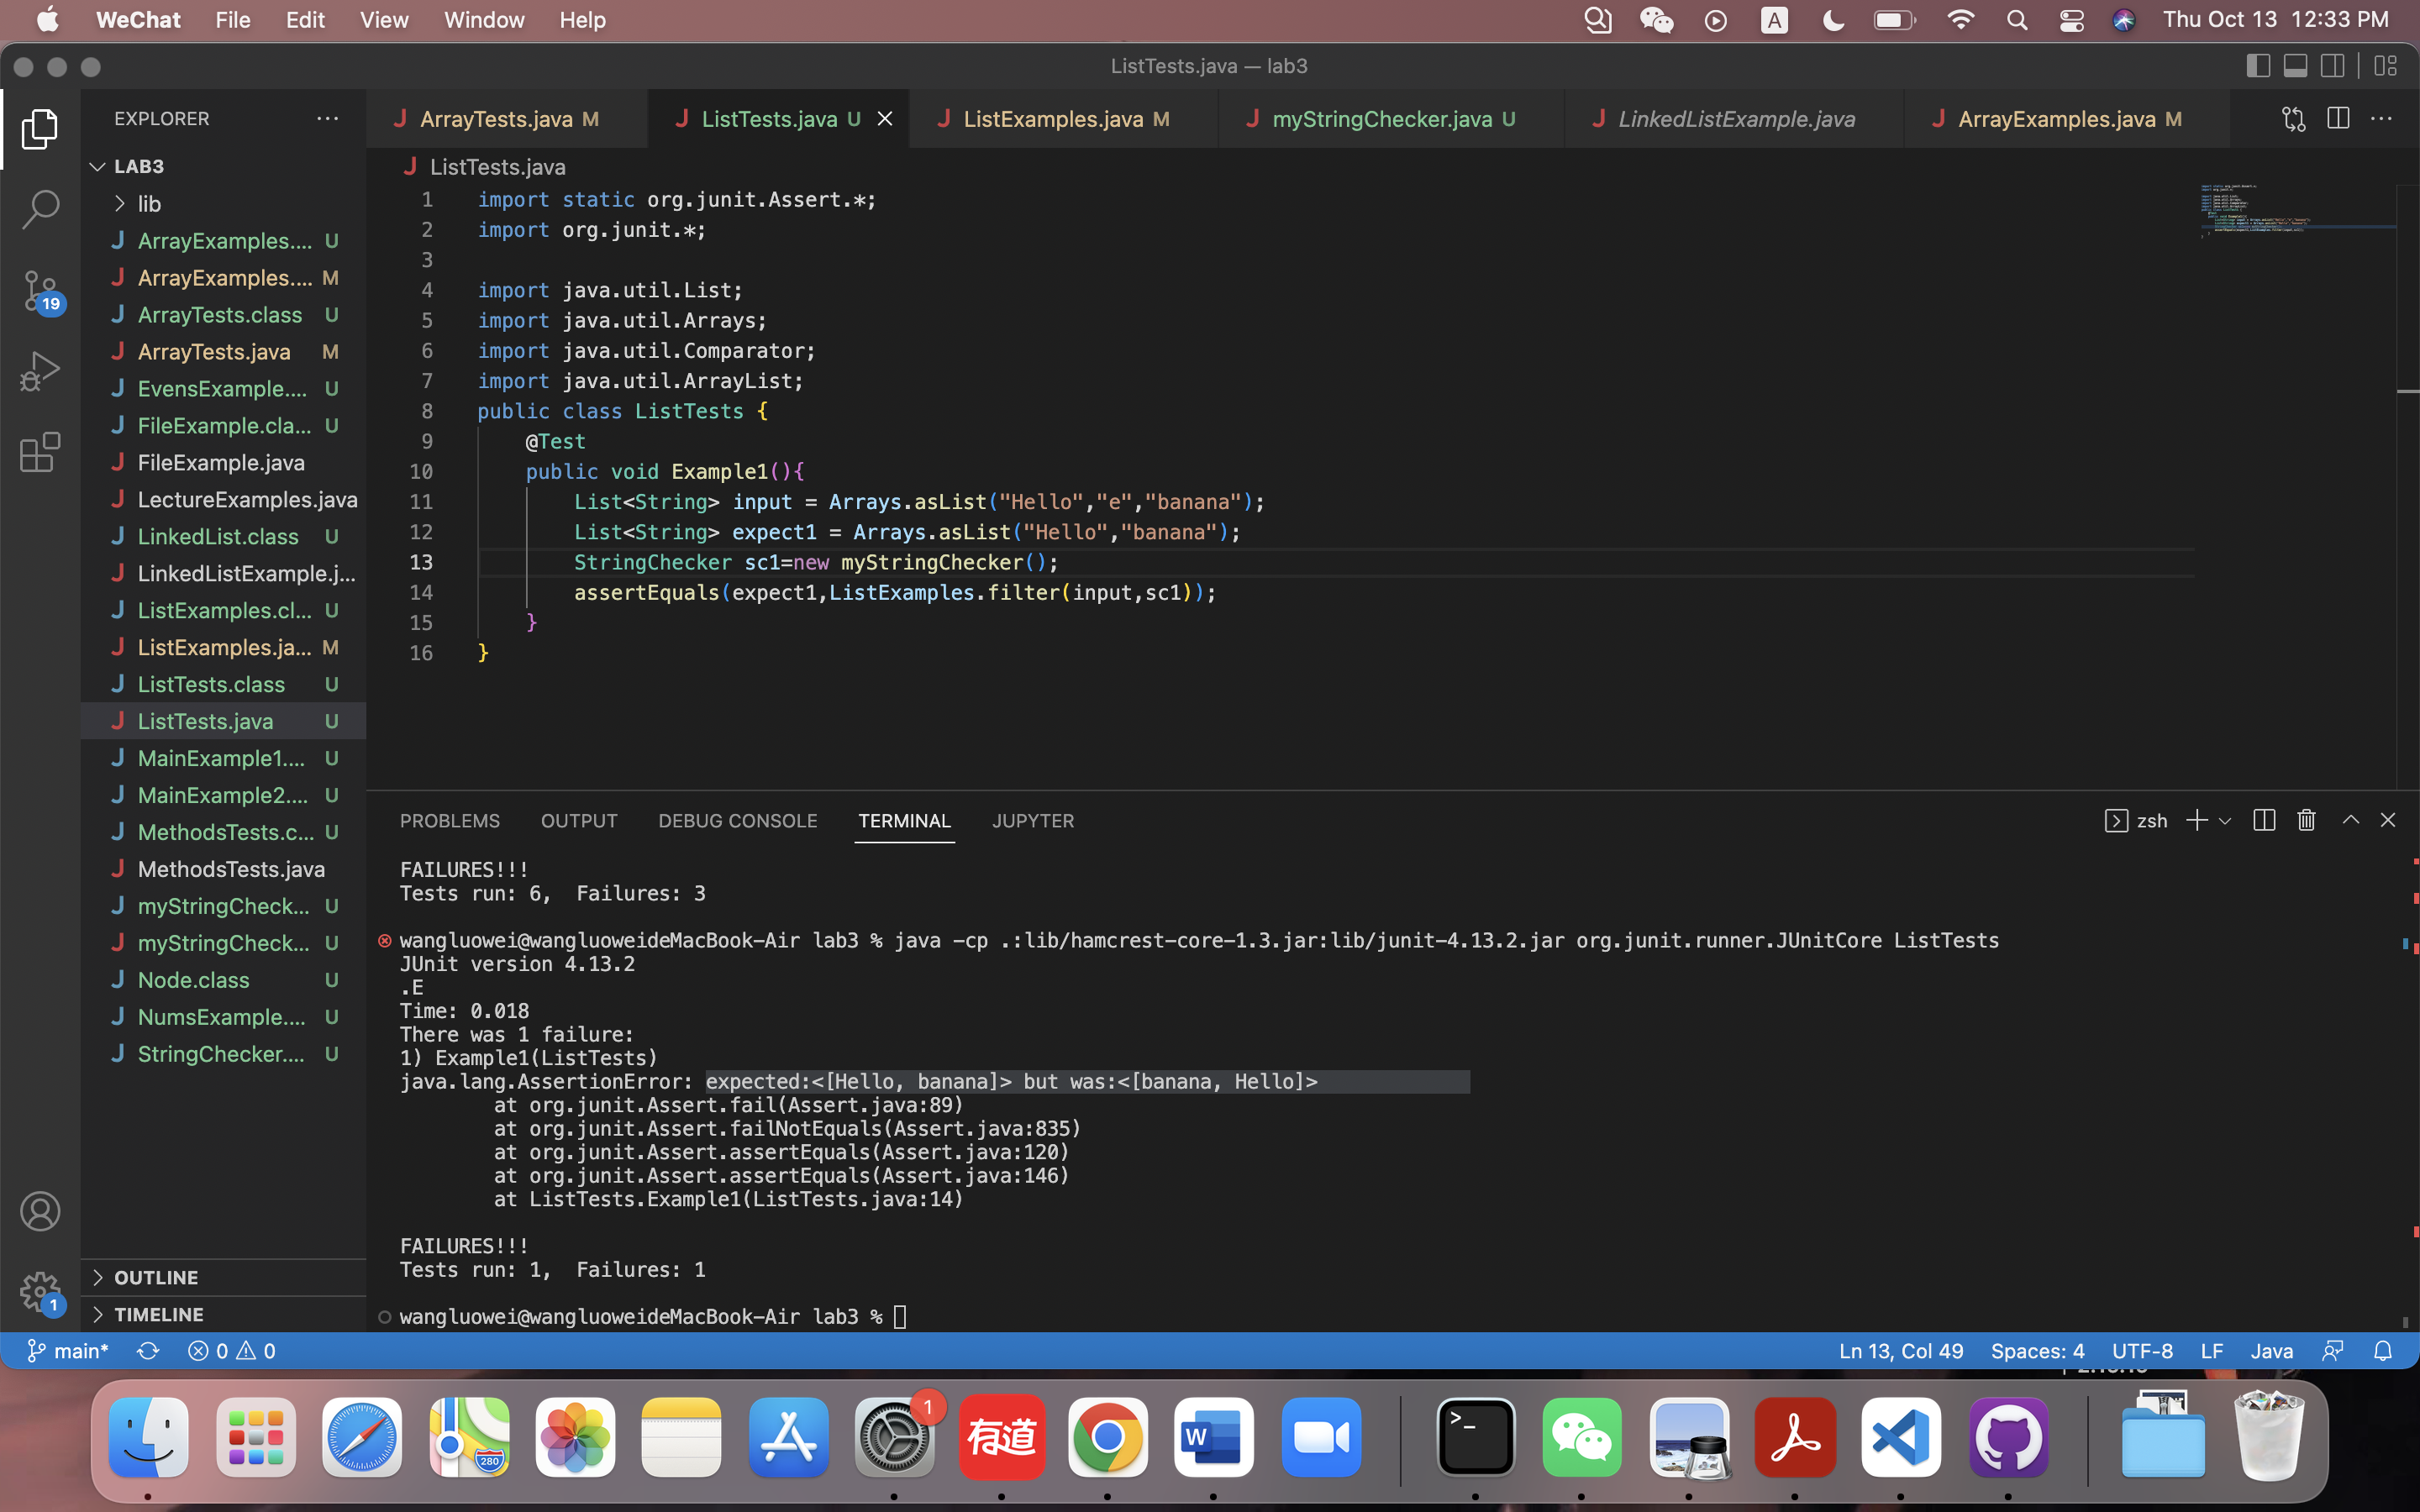 WeChat File Edit View Window Help
A Thu Oct 13 12:33 PM
ListTests.java — lab3
EXPLORER
LAB3
lib
ArrayExamples.... U
ArrayExamples.... M
ArrayTests.class U
ArrayTests.java M
EvensExample.... U
FileExample.cla... U
FileExample.java
LectureExamples.java
LinkedList.class U
LinkedListExample.j...
ListExamples.cl... U
ListExamples.ja... M
ListTests.class U
ListTests.java U
MainExample1.... U
MainExample2.... U
MethodsTests.c... U
MethodsTests.java
myStringCheck... U
myStringCheck... U
Node.class U
NumsExample.... U
StringChecker.... U
OUTLINE
TIMELINE
19
1
ArrayTests.java M ListTests.java U ListExamples.java M myStringChecker.java U LinkedListExample.java ArrayExamples.java M
ListTests.java
1 import static org.junit.Assert.*;
2 import org.junit.*;
3
4 import java.util.List;
5 import java.util.Arrays;
6 import java.util.Comparator;
7 import java.util.ArrayList;
8 public class ListTests {
9 @Test
10 public void Example1(){
11 List<String> input = Arrays.asList("Hello","e","banana");
12 List<String> expect1 = Arrays.asList("Hello","banana");
13 StringChecker sc1=new myStringChecker();
14 assertEquals(expect1,ListExamples.filter(input,sc1));
15 }
16 }
PROBLEMS OUTPUT DEBUG CONSOLE TERMINAL JUPYTER
zsh
FAILURES!!!
Tests run: 6, Failures: 3
wangluowei@wangluoweideMacBook-Air lab3 % java -cp .:lib/hamcrest-core-1.3.jar:lib/junit-4.13.2.jar org.junit.runner.JUnitCore ListTests
JUnit version 4.13.2
.E
Time: 0.018
There was 1 failure:
1) Example1(ListTests)
java.lang.AssertionError: expected:<[Hello, banana]> but was:<[banana, Hello]>
at org.junit.Assert.fail(Assert.java:89)
at org.junit.Assert.failNotEquals(Assert.java:835)
at org.junit.Assert.assertEquals(Assert.java:120)
at org.junit.Assert.assertEquals(Assert.java:146)
at ListTests.Example1(ListTests.java:14)
FAILURES!!!
Tests run: 1, Failures: 1
wangluowei@wangluoweideMacBook-Air lab3 %
main* 0 0
Ln 13, Col 49 Spaces: 4 UTF-8 LF Java
280
1
有道
W
>_